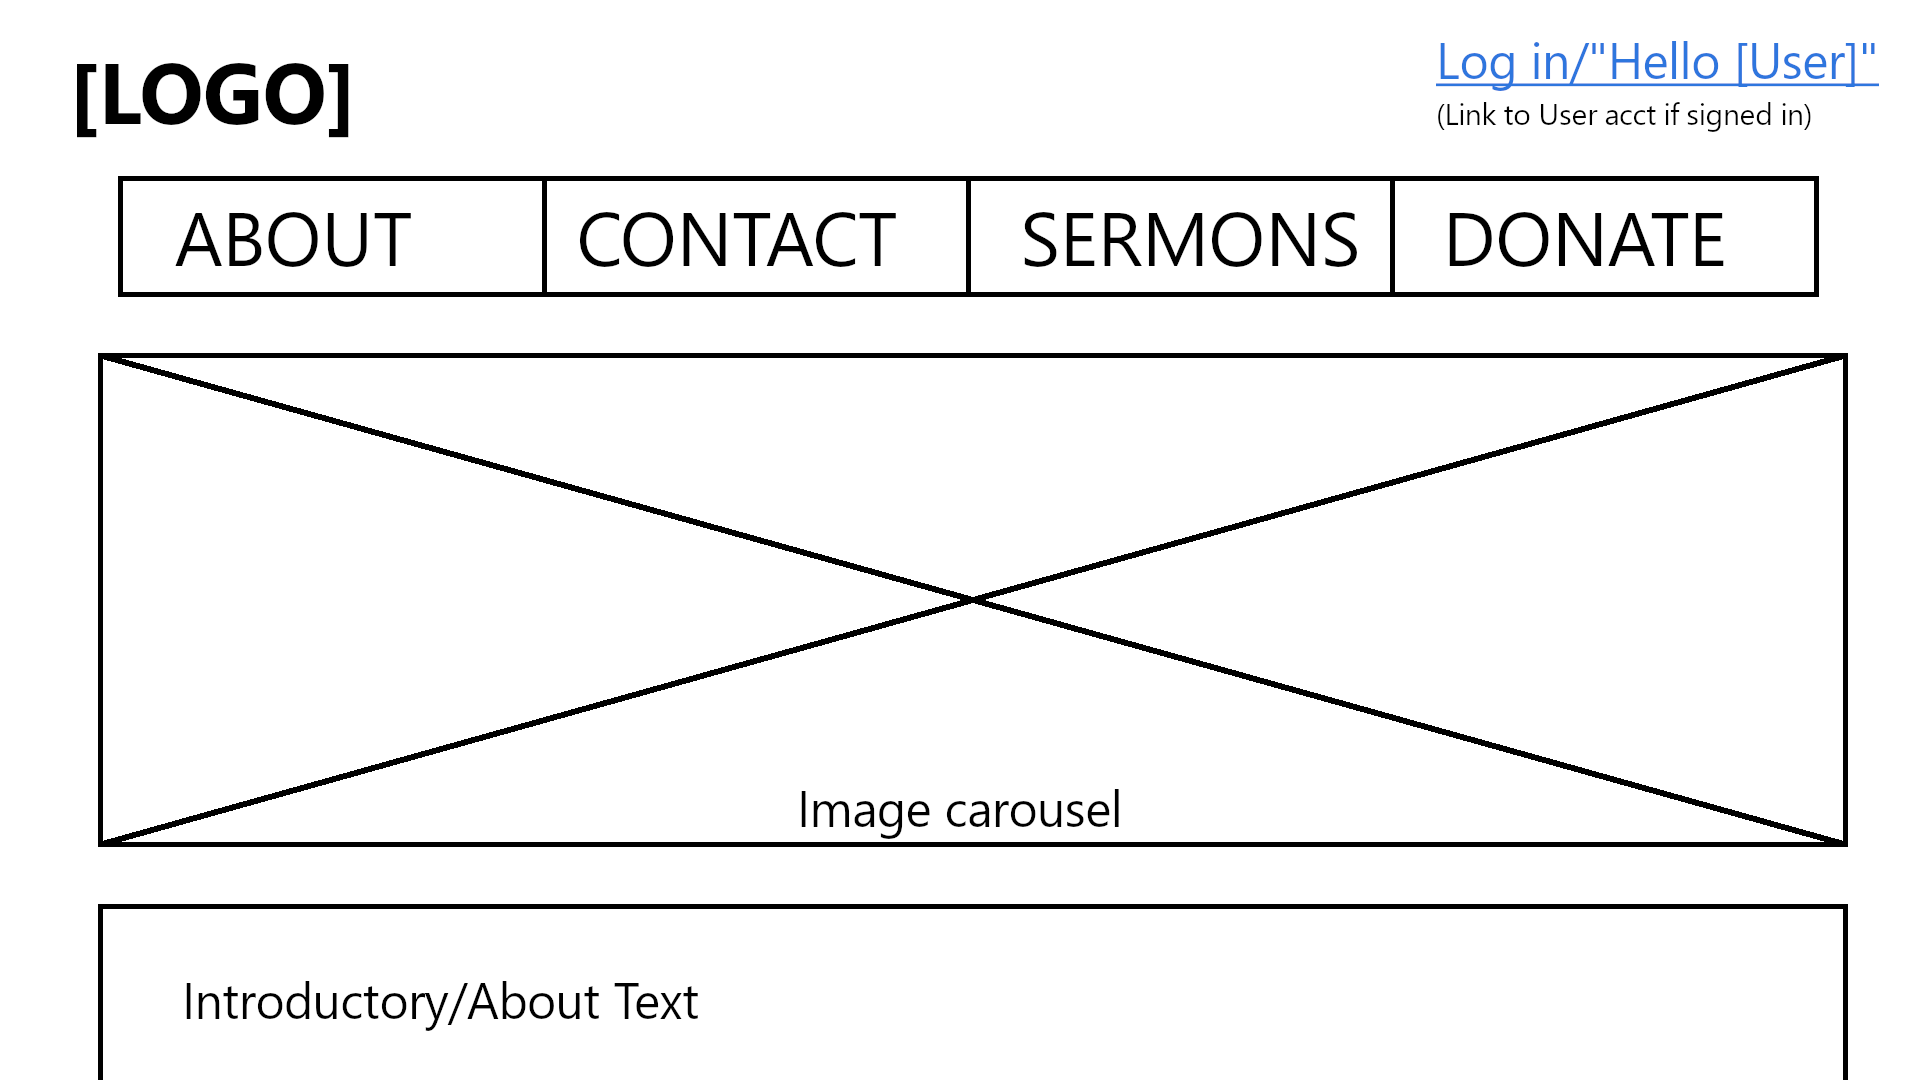 [LOGO]
Log in/"Hello [User]"
(Link to User acct if signed in)
ABOUT
CONTACT
SERMONS
DONATE
Image carousel
Introductory/About Text